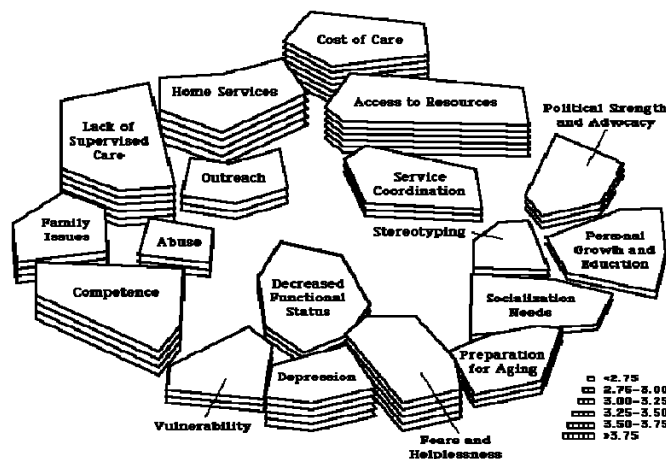 Cost of Care
Home Services
Access to Resources
Political Strength
and Advocacy
Lack of
Supervised Care
Outreach
Service
Coordination
Family
Issues
Abuse
Stereotyping
Personal
Growth and
Education
Competence
Decreased
Functional
Status
Socialization
Needs
Preparation
for Aging
Depression
Vulnerability
Fears and
Helplessness
<2.75
2.75-3.00
3.00-3.25
3.25-3.50
3.50-3.75
>3.75